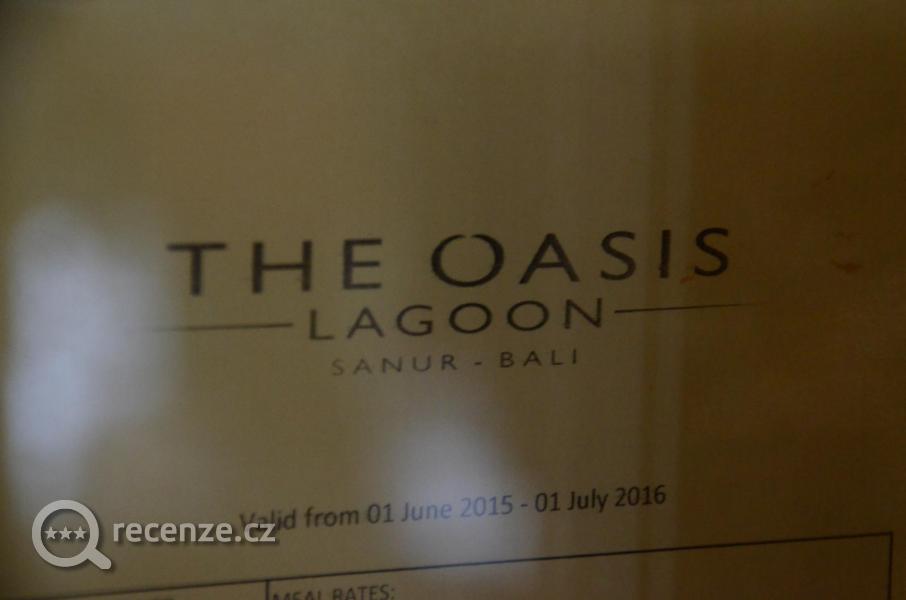 THE OASIS
LAGOON
SANUR - BALI
Valid from 01 June 2015 - 01 July 2016
recenze.cz
MEAL RATES: